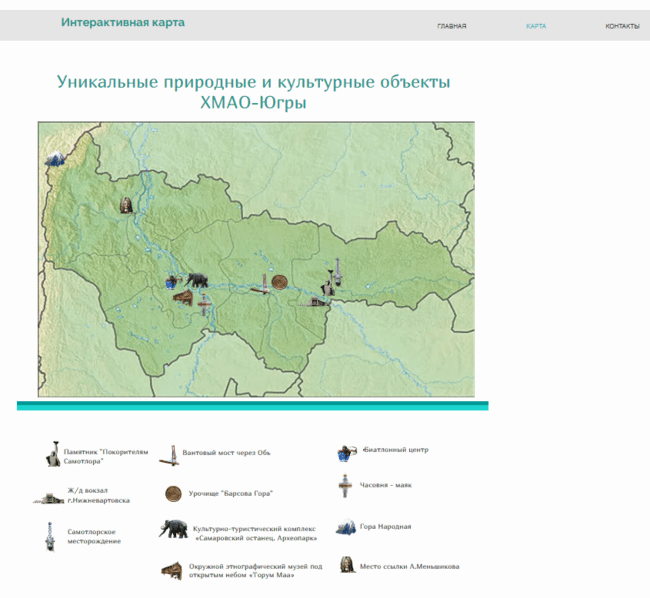 Интерактивная карта
ГЛАВНАЯ
КАРТА
КОНТАКТЫ
Уникальные природные и культурные объекты
ХМАО-Югры
Памятник "Покорителям
Самотлора"
Ж/д вокзал
г.Нижневартовска
Самотлорское
месторождение
Вантовый мост через Обь
Урочище "Барсова Гора"
Культурно-туристический комплекс
«Самаровский останец, Археопарк»
Окружной этнографический музей под
открытым небом «Торум Маа»
Биатлонный центр
Часовня - маяк
Гора Народная
Место ссылки А.Меньшикова